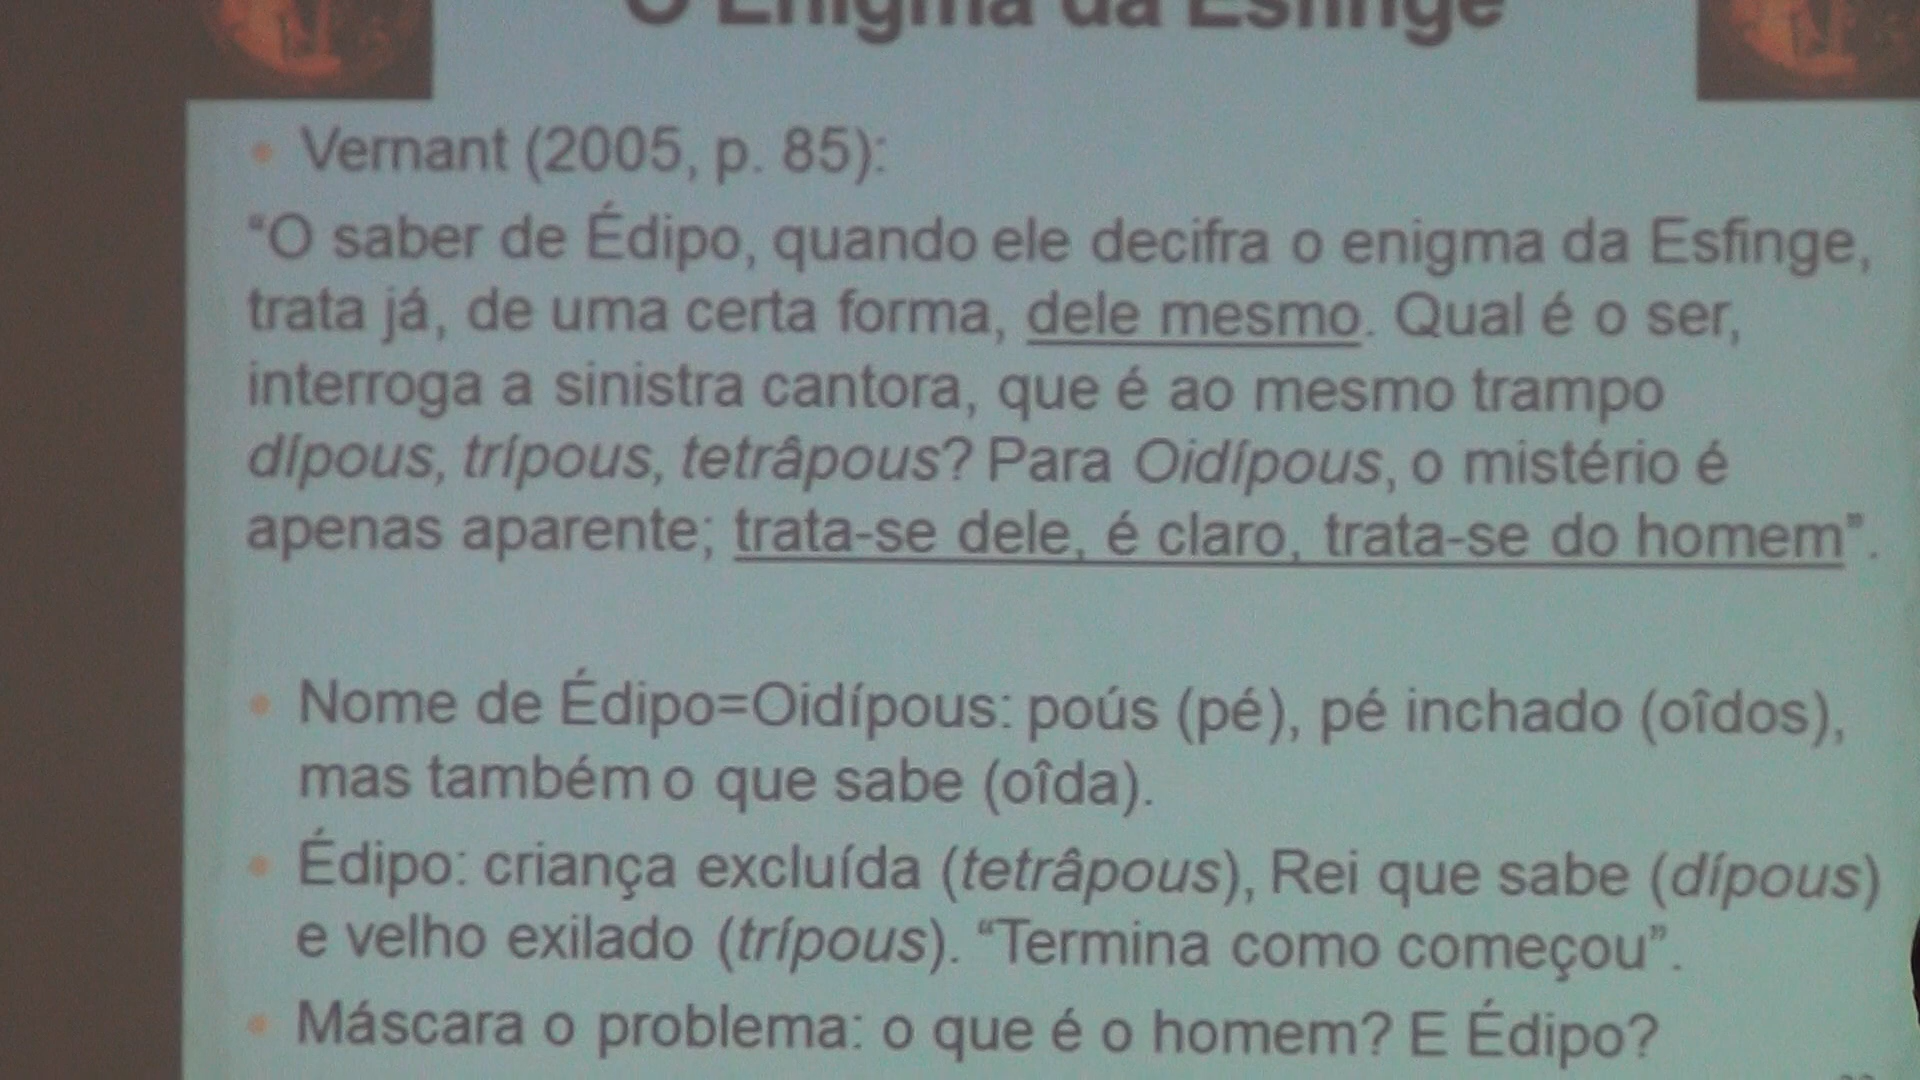 O Enigma da Esfinge
• Vernant (2005, p. 85):
“O saber de Édipo, quando ele decifra o enigma da Esfinge,
trata já, de uma certa forma, dele mesmo. Qual é o ser,
interroga a sinistra cantora, que é ao mesmo trampo
dípous, trípous, tetrâpous? Para Oidípous, o mistério é
apenas aparente; trata-se dele, é claro, trata-se do homem”.
• Nome de Édipo=Oidípous: poús (pé), pé inchado (oîdos),
mas também o que sabe (oîda).
• Édipo: criança excluída (tetrâpous), Rei que sabe (dípous)
e velho exilado (trípous). “Termina como começou”.
• Máscara o problema: o que é o homem? E Édipo?